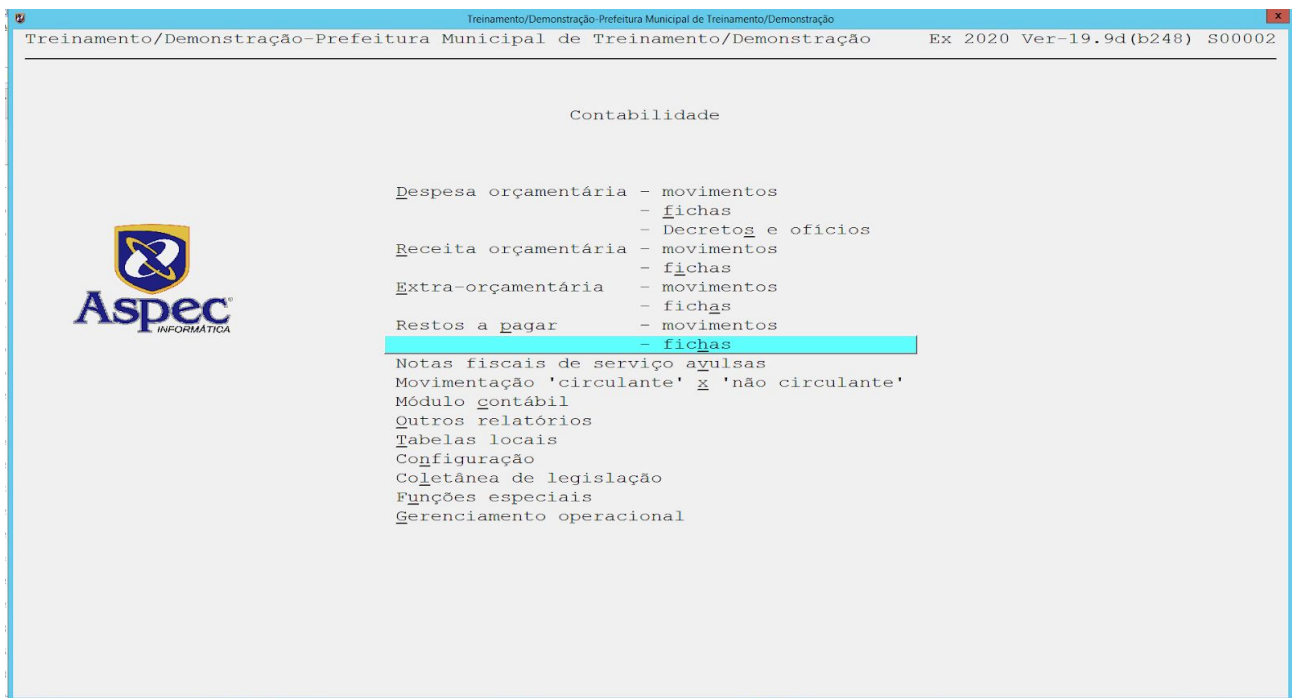 Treinamento/Demonstração-Prefeitura Municipal de Treinamento/Demonstração
x
Treinamento/Demonstração-Prefeitura Municipal de Treinamento/Demonstração Ex 2020 Ver-19.9d(b248) S00002
Contabilidade
Despesa orçamentária - movimentos
- fichas
- Decretos e ofícios
Receita orçamentária - movimentos
- fichas
Extra-orçamentária - movimentos
- fichas
Restos a pagar - movimentos
- fichas
Notas fiscais de serviço avulsas
Movimentação 'circulante' x 'não circulante'
Módulo contábil
Outros relatórios
Tabelas locais
Configuração
Coletânea de legislação
Funções especiais
Gerenciamento operacional
Aspec
INFORMÁTICA